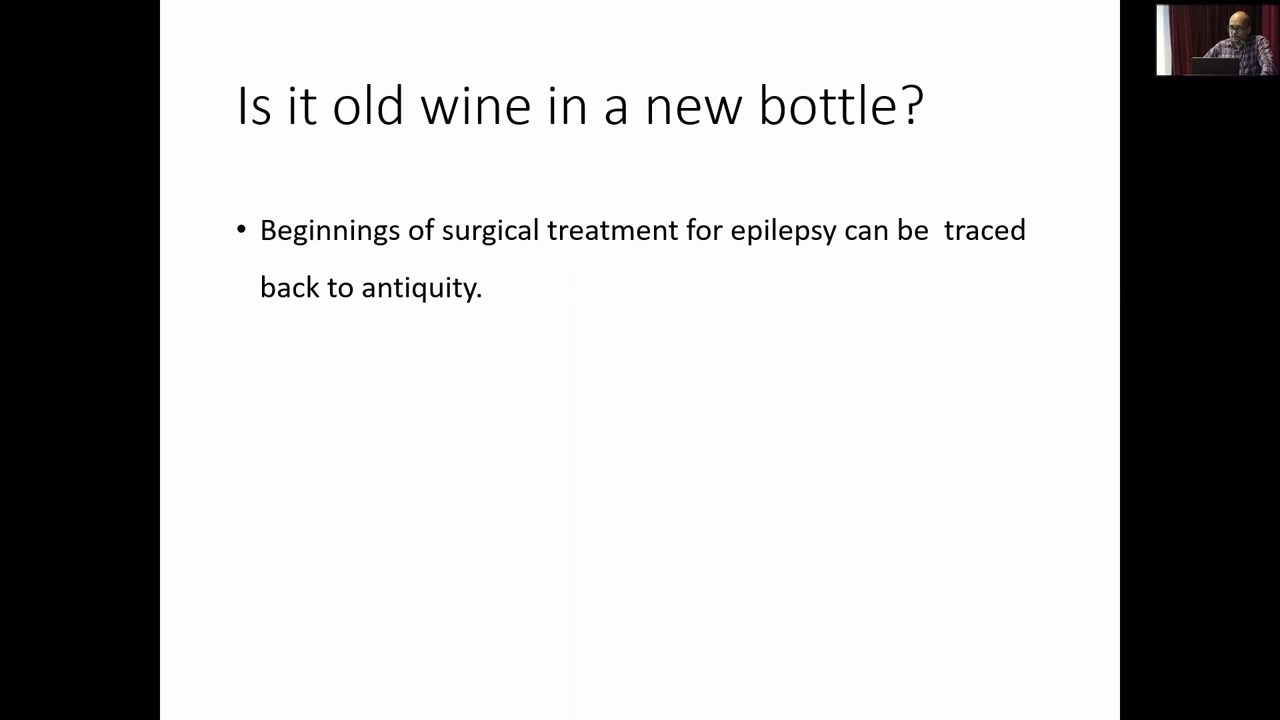 Is it old wine in a new bottle?
• Beginnings of surgical treatment for epilepsy can be  traced
back to antiquity.